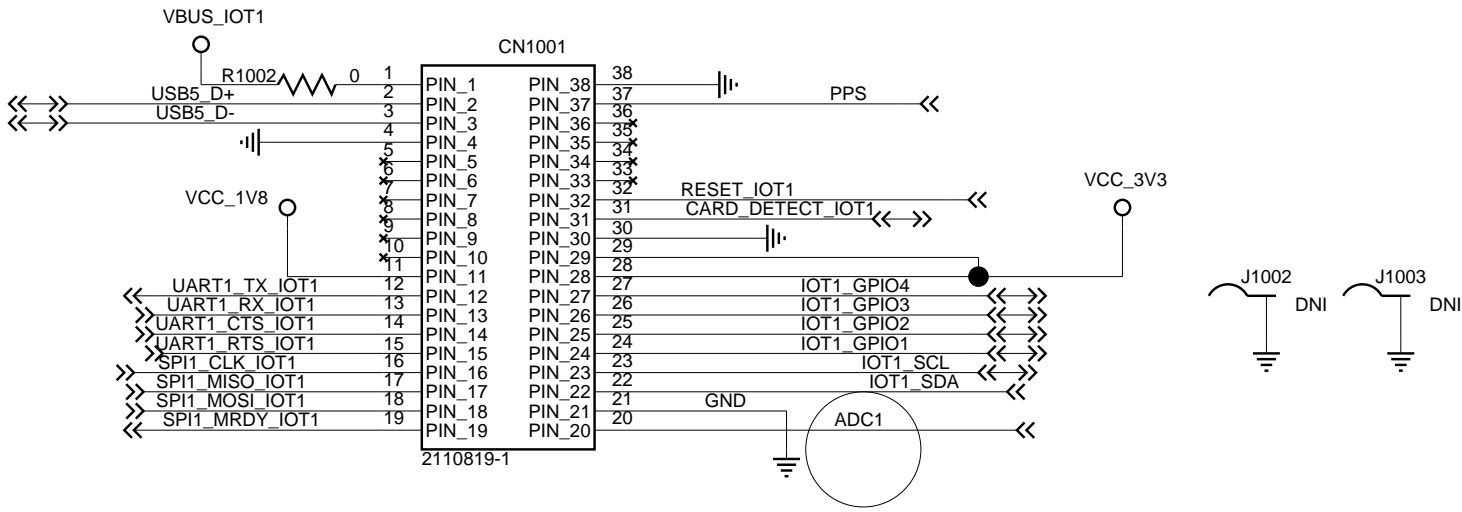 VBUS_IOT1
CN1001
R1002 0 1 PIN_1 PIN_38 38
USB5_D+ 2 PIN_2 PIN_37 37 PPS
USB5_D- 3 PIN_3 PIN_36 36
4 PIN_4 PIN_35 35
5 PIN_5 PIN_34 34
6 PIN_6 PIN_33 33
7 PIN_7 PIN_32 32 RESET_IOT1
VCC_1V8 8 PIN_8 PIN_31 31 CARD_DETECT_IOT1 VCC_3V3
9 PIN_9 PIN_30 30
10 PIN_10 PIN_29 29
11 PIN_11 PIN_28 28
UART1_TX_IOT1 12 PIN_12 PIN_27 27 IOT1_GPIO4
UART1_RX_IOT1 13 PIN_13 PIN_26 26 IOT1_GPIO3
UART1_CTS_IOT1 14 PIN_14 PIN_25 25 IOT1_GPIO2
UART1_RTS_IOT1 15 PIN_15 PIN_24 24 IOT1_GPIO1
SPI1_CLK_IOT1 16 PIN_16 PIN_23 23 IOT1_SCL
SPI1_MISO_IOT1 17 PIN_17 PIN_22 22 IOT1_SDA
SPI1_MOSI_IOT1 18 PIN_18 PIN_21 21 GND
SPI1_MRDY_IOT1 19 PIN_19 PIN_20 20 ADC1
2110819-1
J1002 J1003
DNI DNI